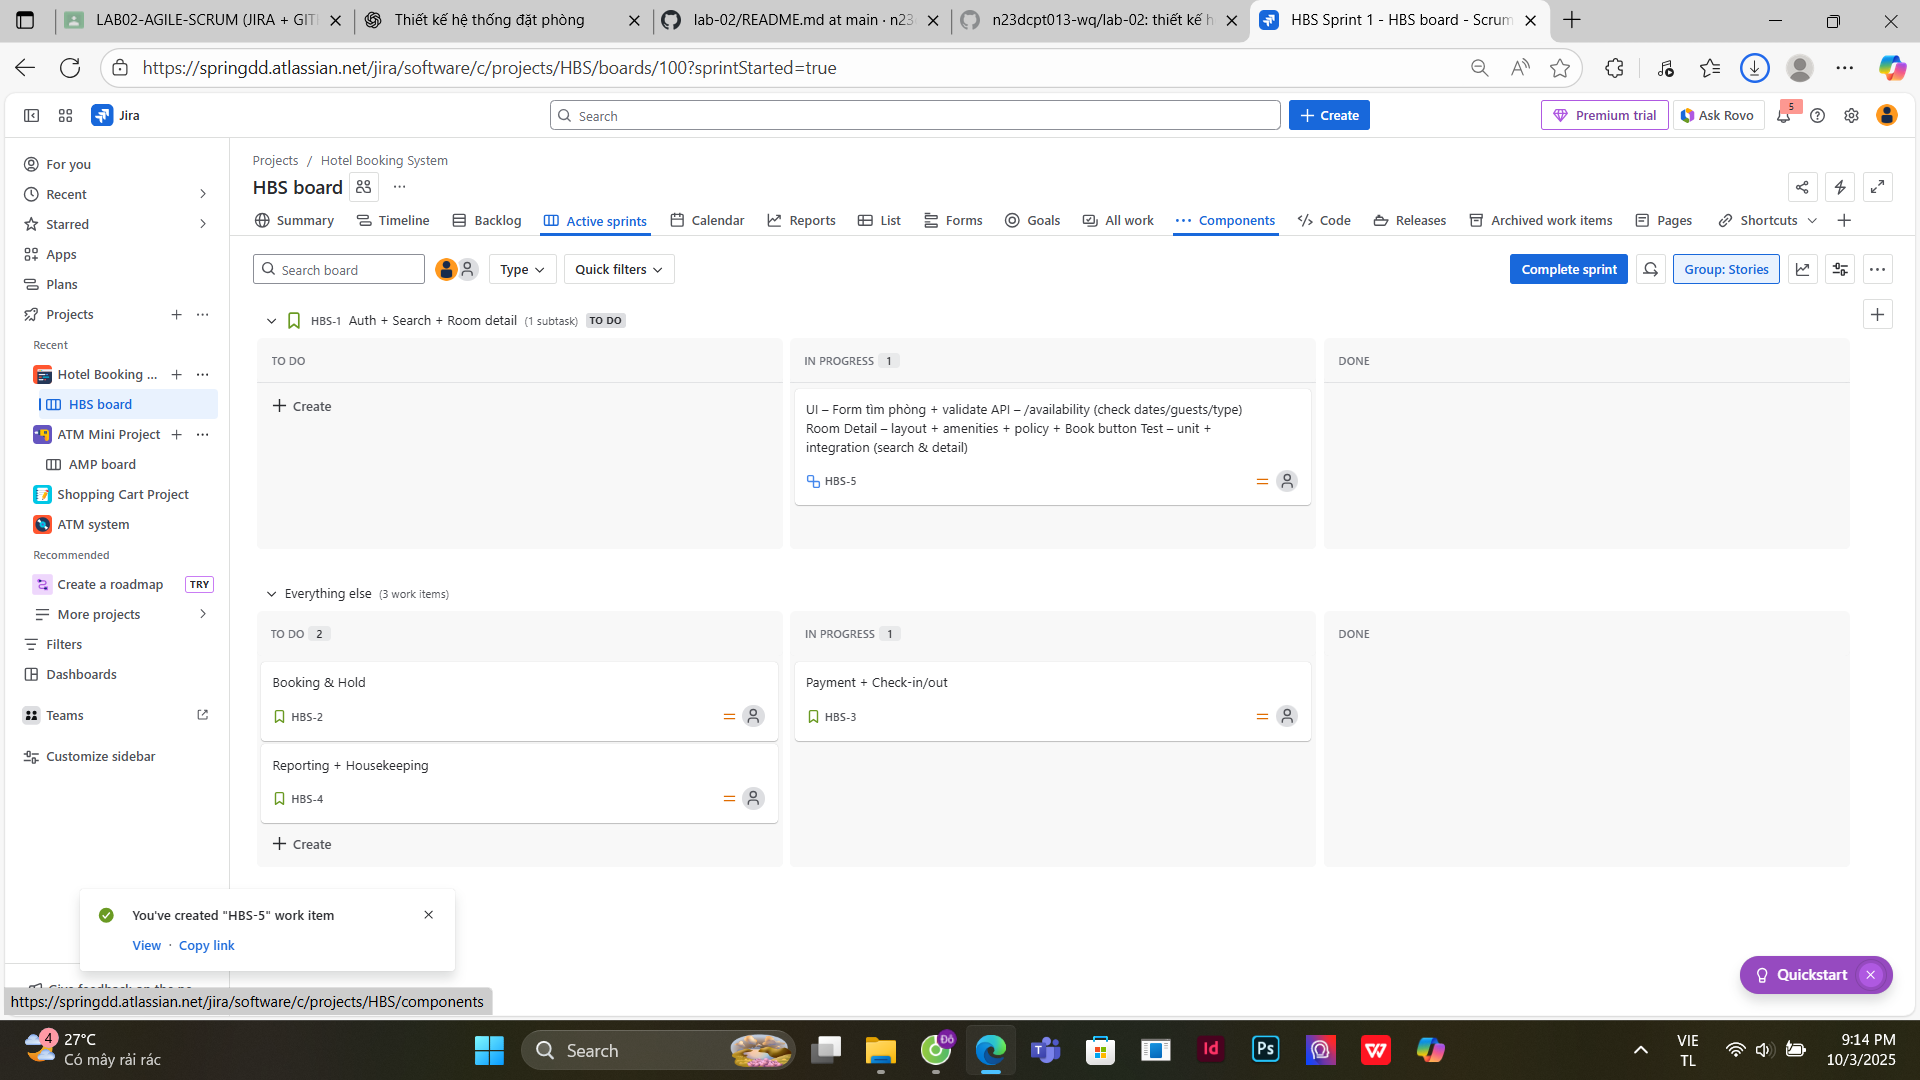 LAB02-AGILE-SCRUM (JIRA + GIT
Thiết kế hệ thống đặt phòng
lab-02/README.md at main · n23
n23dcpt013-wq/lab-02: thiết kế h
HBS Sprint 1 - HBS board - Scrum
https://springdd.atlassian.net/jira/software/c/projects/HBS/boards/100?sprintStarted=true
Jira
Search
Create
Premium trial
Ask Rovo
5
For you
Recent
Starred
Apps
Plans
Projects
Recent
Hotel Booking ...
HBS board
ATM Mini Project
AMP board
Shopping Cart Project
ATM system
Recommended
Create a roadmap
TRY
More projects
Filters
Dashboards
Teams
Customize sidebar
Projects / Hotel Booking System
HBS board
Summary
Timeline
Backlog
Active sprints
Calendar
Reports
List
Forms
Goals
All work
Components
Code
Releases
Archived work items
Pages
Shortcuts
Search board
Type
Quick filters
Complete sprint
Group: Stories
HBS-1 Auth + Search + Room detail (1 subtask) TO DO
TO DO
IN PROGRESS 1
DONE
Create
UI – Form tìm phòng + validate API – /availability (check dates/guests/type)
Room Detail – layout + amenities + policy + Book button Test – unit +
integration (search & detail)
HBS-5
Everything else (3 work items)
TO DO 2
IN PROGRESS 1
DONE
Booking & Hold
HBS-2
Payment + Check-in/out
HBS-3
Reporting + Housekeeping
HBS-4
Create
You've created "HBS-5" work item
View · Copy link
Quickstart
https://springdd.atlassian.net/jira/software/c/projects/HBS/components
4
27°C
Có mây rải rác
Search
Đô
Id
Ps
VIE
TL
9:14 PM
10/3/2025